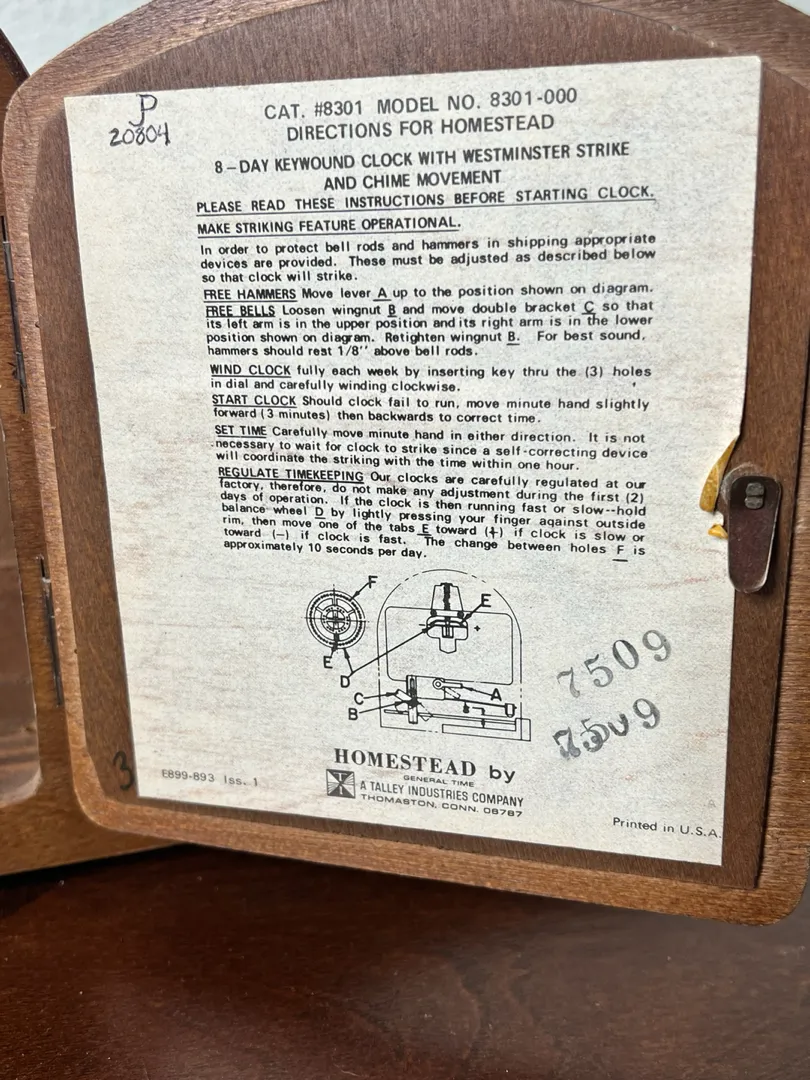 P
20804
CAT. #8301 MODEL NO. 8301-000
DIRECTIONS FOR HOMESTEAD
8-DAY KEYWOUND CLOCK WITH WESTMINSTER STRIKE
AND CHIME MOVEMENT
PLEASE READ THESE INSTRUCTIONS BEFORE STARTING CLOCK.
MAKE STRIKING FEATURE OPERATIONAL.
In order to protect bell rods and hammers in shipping appropriate
devices are provided. These must be adjusted as described below
so that clock will strike.
FREE HAMMERS Move lever A up to the position shown on diagram.
FREE BELLS Loosen wingnut B and move double bracket C so that
its left arm is in the upper position and its right arm is in the lower
position shown on diagram. Retighten wingnut B. For best sound,
hammers should rest 1/8'' above bell rods.
WIND CLOCK fully each week by inserting key thru the (3) holes
in dial and carefully winding clockwise.
START CLOCK Should clock fail to run, move minute hand slightly
forward (3 minutes) then backwards to correct time.
SET TIME Carefully move minute hand in either direction. It is not
necessary to wait for clock to strike since a self-correcting device
will coordinate the striking with the time within one hour.
REGULATE TIMEKEEPING Our clocks are carefully regulated at our
factory, therefore, do not make any adjustment during the first (2)
days of operation. If the clock is then running fast or slow--hold
balance wheel D by lightly pressing your finger against outside
rim, then move one of the tabs E toward (+) if clock is slow or
toward (-) if clock is fast. The change between holes F is
approximately 10 seconds per day.
F
E
E
+
D
C
A
B
7509
7509
3
E899-893 Iss. 1
HOMESTEAD by
GENERAL TIME
A TALLEY INDUSTRIES COMPANY
THOMASTON, CONN. 06787
Printed in U.S.A.